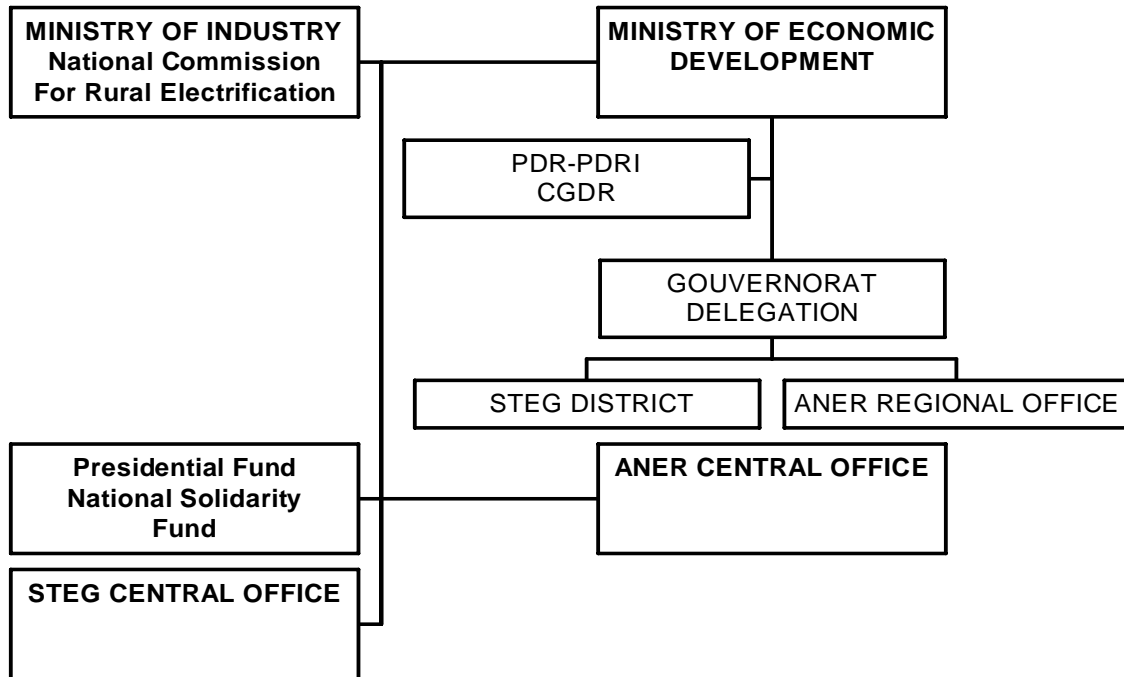 MINISTRY OF INDUSTRY
National Commission
For Rural Electrification
MINISTRY OF ECONOMIC
DEVELOPMENT
PDR-PDRI
CGDR
GOUVERNORAT
DELEGATION
STEG DISTRICT
ANER REGIONAL OFFICE
Presidential Fund
National Solidarity
Fund
ANER CENTRAL OFFICE
STEG CENTRAL OFFICE